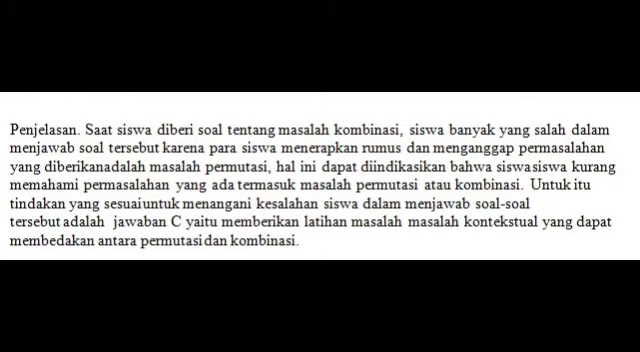 Penjelasan. Saat siswa diberi soal tentang masalah kombinasi, siswa banyak yang salah dalam
menjawab soal tersebut karena para siswa menerapkan rumus dan menganggap permasalahan
yang diberikanadalah masalah permutasi, hal ini dapat diindikasikan bahwa siswasiswa kurang
memahami permasalahan yang ada termasuk masalah permutasi atau kombinasi. Untuk itu
tindakan yang sesuaiuntuk menangani kesalahan siswa dalam menjawab soal-soal
tersebut adalah jawaban C yaitu memberikan latihan masalah masalah kontekstual yang dapat
membedakan antara permutasi dan kombinasi.